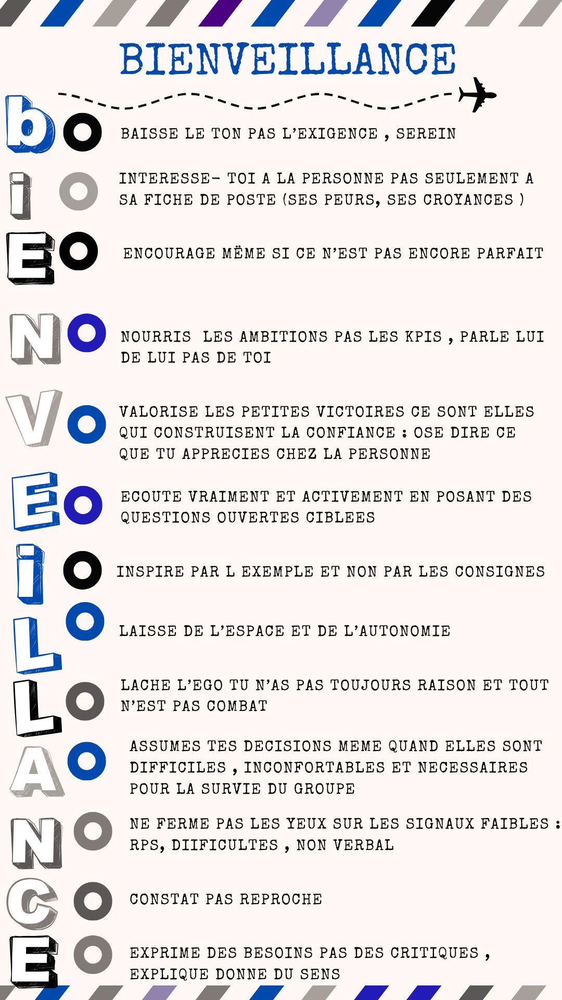 BIENVEILLANCE
b BAISSE LE TON PAS L'EXIGENCE , SEREIN
i INTERESSE- TOI A LA PERSONNE PAS SEULEMENT A
SA FICHE DE POSTE (SES PEURS, SES CROYANCES )
E ENCOURAGE MËME SI CE N'EST PAS ENCORE PARFAIT
N NOURRIS LES AMBITIONS PAS LES KPIS , PARLE LUI
DE LUI PAS DE TOI
V VALORISE LES PETITES VICTOIRES CE SONT ELLES
QUI CONSTRUISENT LA CONFIANCE : OSE DIRE CE
QUE TU APPRECIES CHEZ LA PERSONNE
E ECOUTE VRAIMENT ET ACTIVEMENT EN POSANT DES
QUESTIONS OUVERTES CIBLEES
i INSPIRE PAR L EXEMPLE ET NON PAR LES CONSIGNES
L LAISSE DE L'ESPACE ET DE L'AUTONOMIE
L LACHE L'EGO TU N'AS PAS TOUJOURS RAISON ET TOUT
N'EST PAS COMBAT
A ASSUMES TES DECISIONS MEME QUAND ELLES SONT
DIFFICILES , INCONFORTABLES ET NECESSAIRES
POUR LA SURVIE DU GROUPE
N NE FERME PAS LES YEUX SUR LES SIGNAUX FAIBLES :
RPS, DIIFICULTES , NON VERBAL
C CONSTAT PAS REPROCHE
E EXPRIME DES BESOINS PAS DES CRITIQUES ,
EXPLIQUE DONNE DU SENS